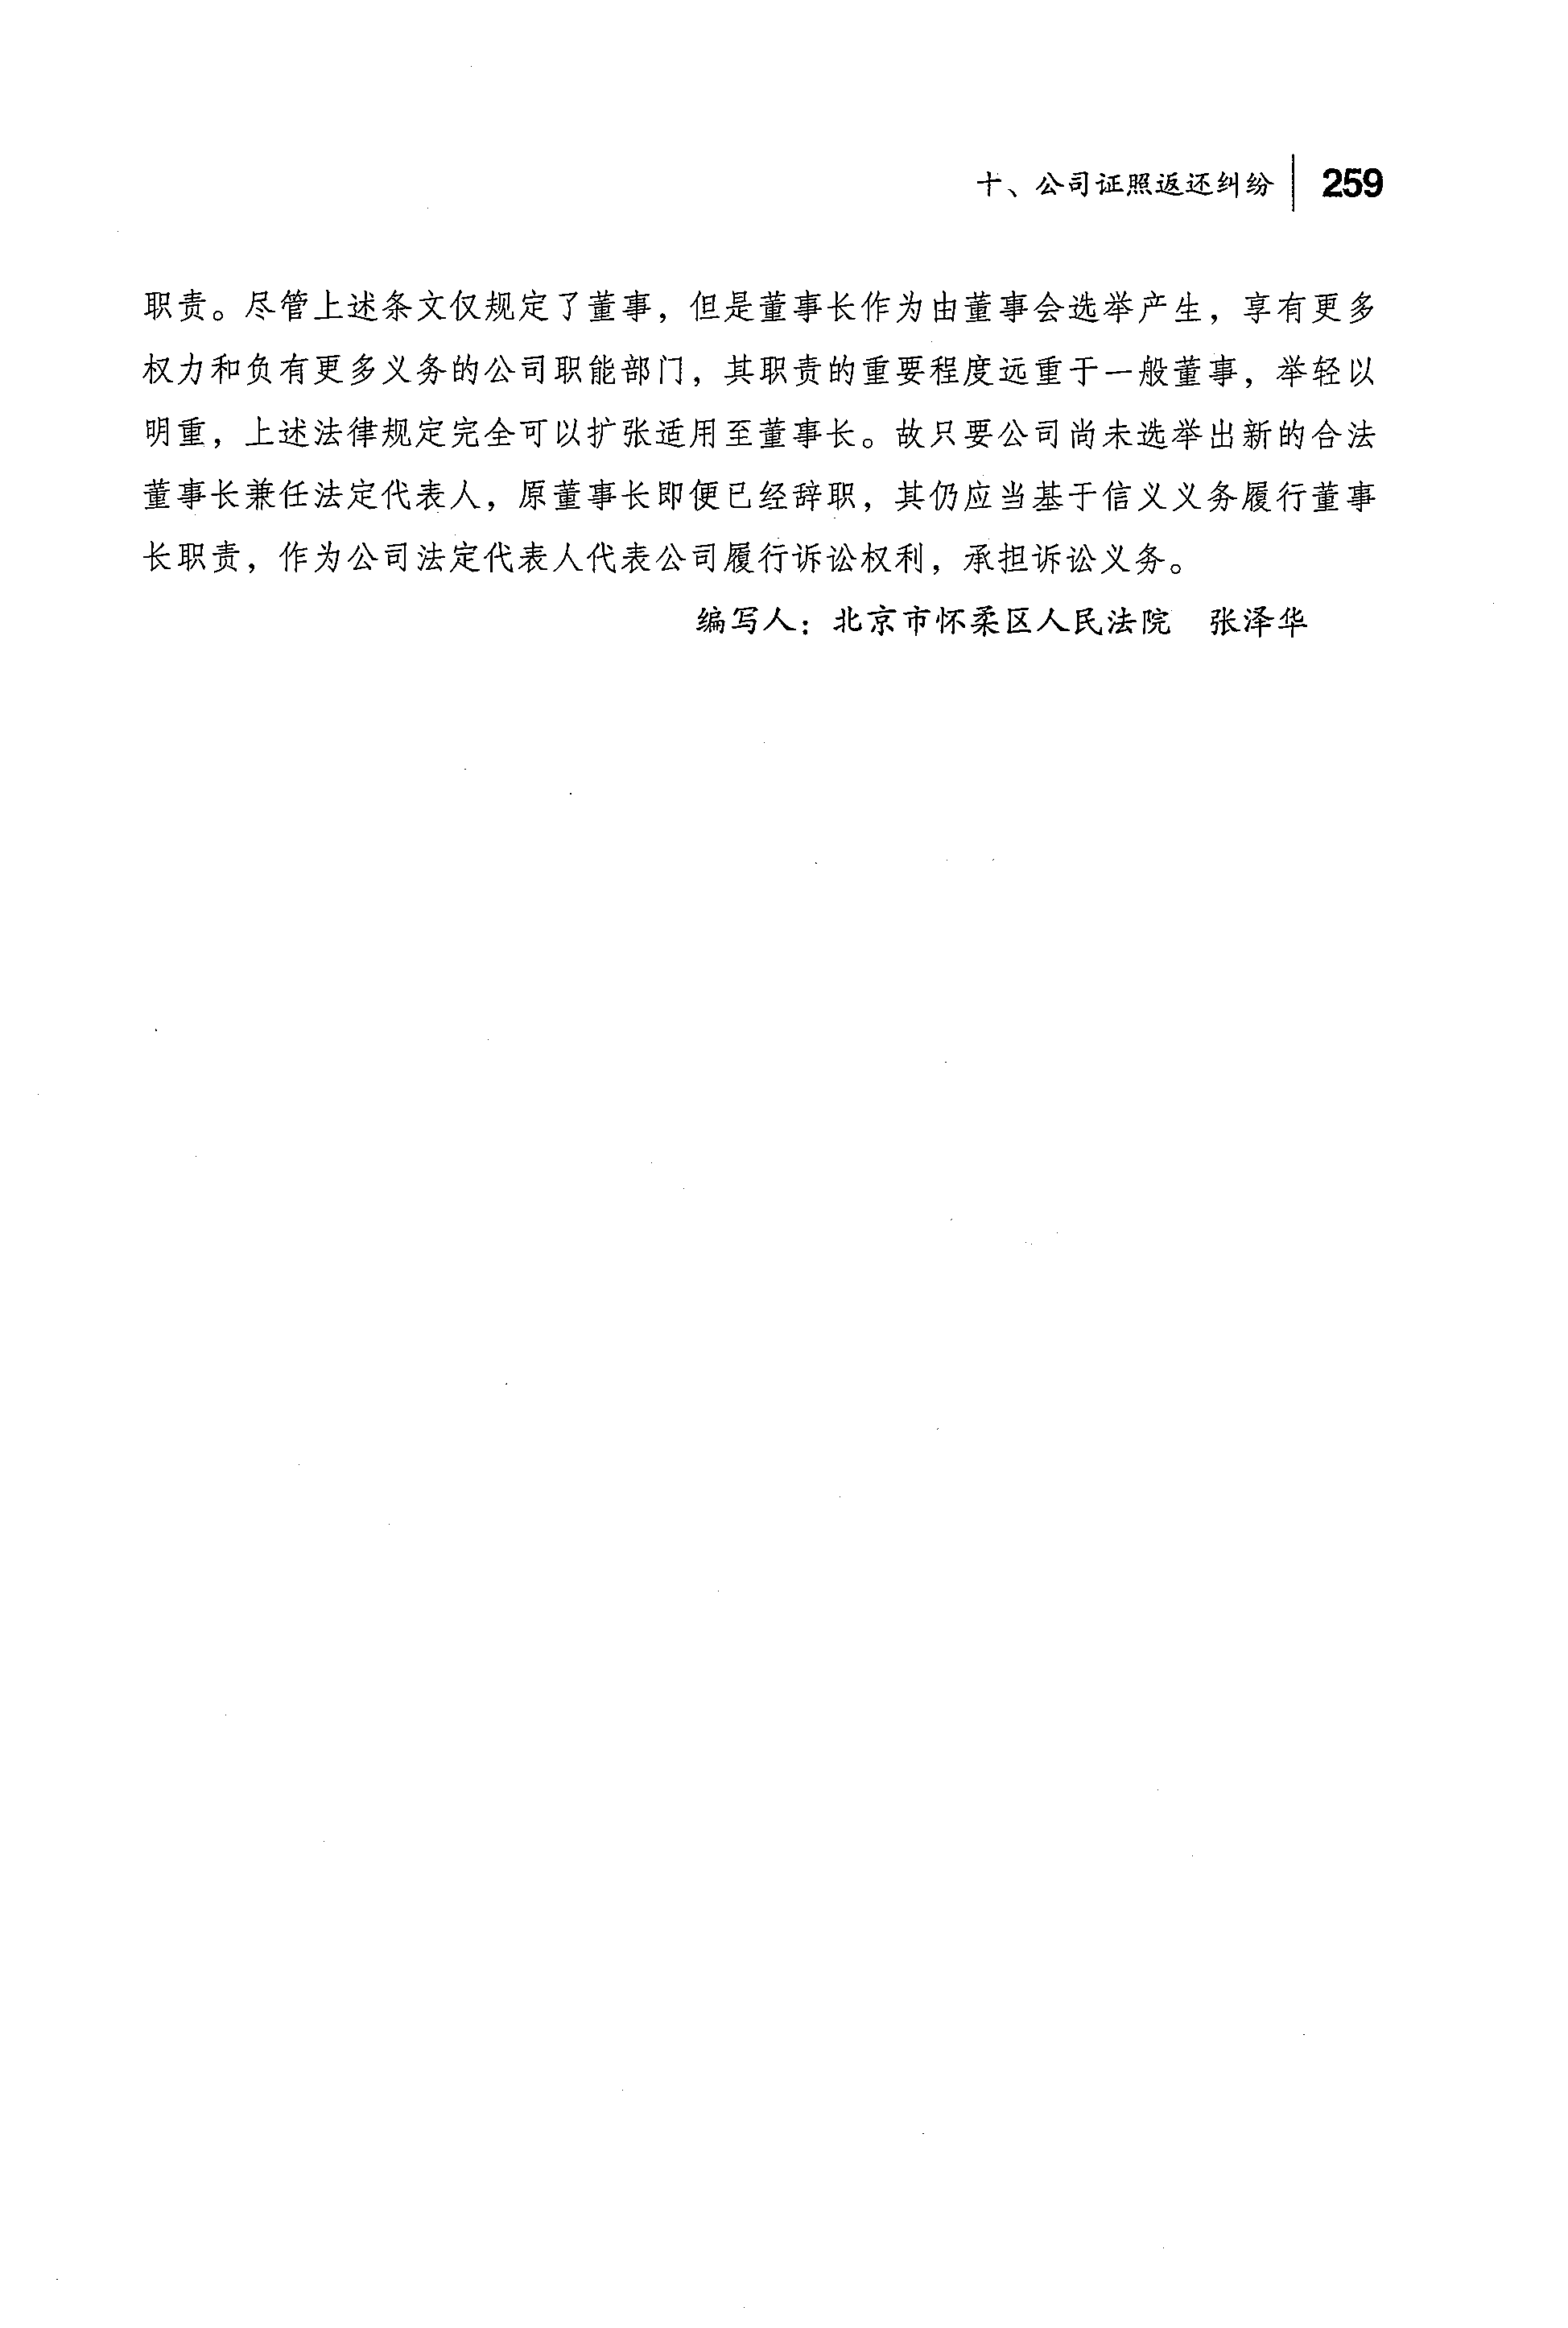 十、公司证照返还纠纷 259
职责。尽管上述条文仅规定了董事，但是董事长作为由董事会选举产生，享有更多
权力和负有更多义务的公司职能部门，其职责的重要程度远重于一般董事，举轻以
明重，上述法律规定完全可以扩张适用至董事长。故只要公司尚未选举出新的合法
董事长兼任法定代表人，原董事长即便已经辞职，其仍应当基于信义义务履行董事
长职责，作为公司法定代表人代表公司履行诉讼权利，承担诉讼义务。
编写人：北京市怀柔区人民法院　张泽华